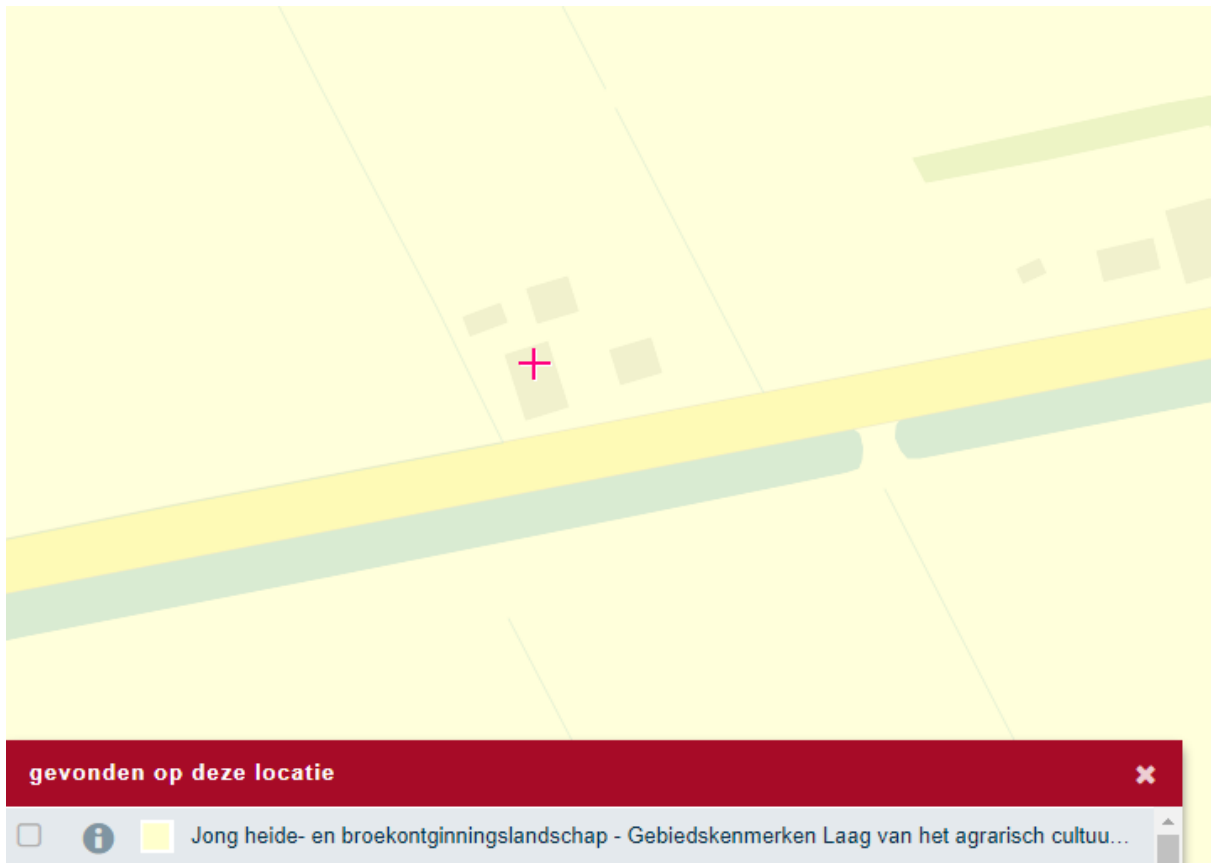 gevonden op deze locatie
Jong heide- en broekontginningslandschap - Gebiedskenmerken Laag van het agrarisch cultuu...